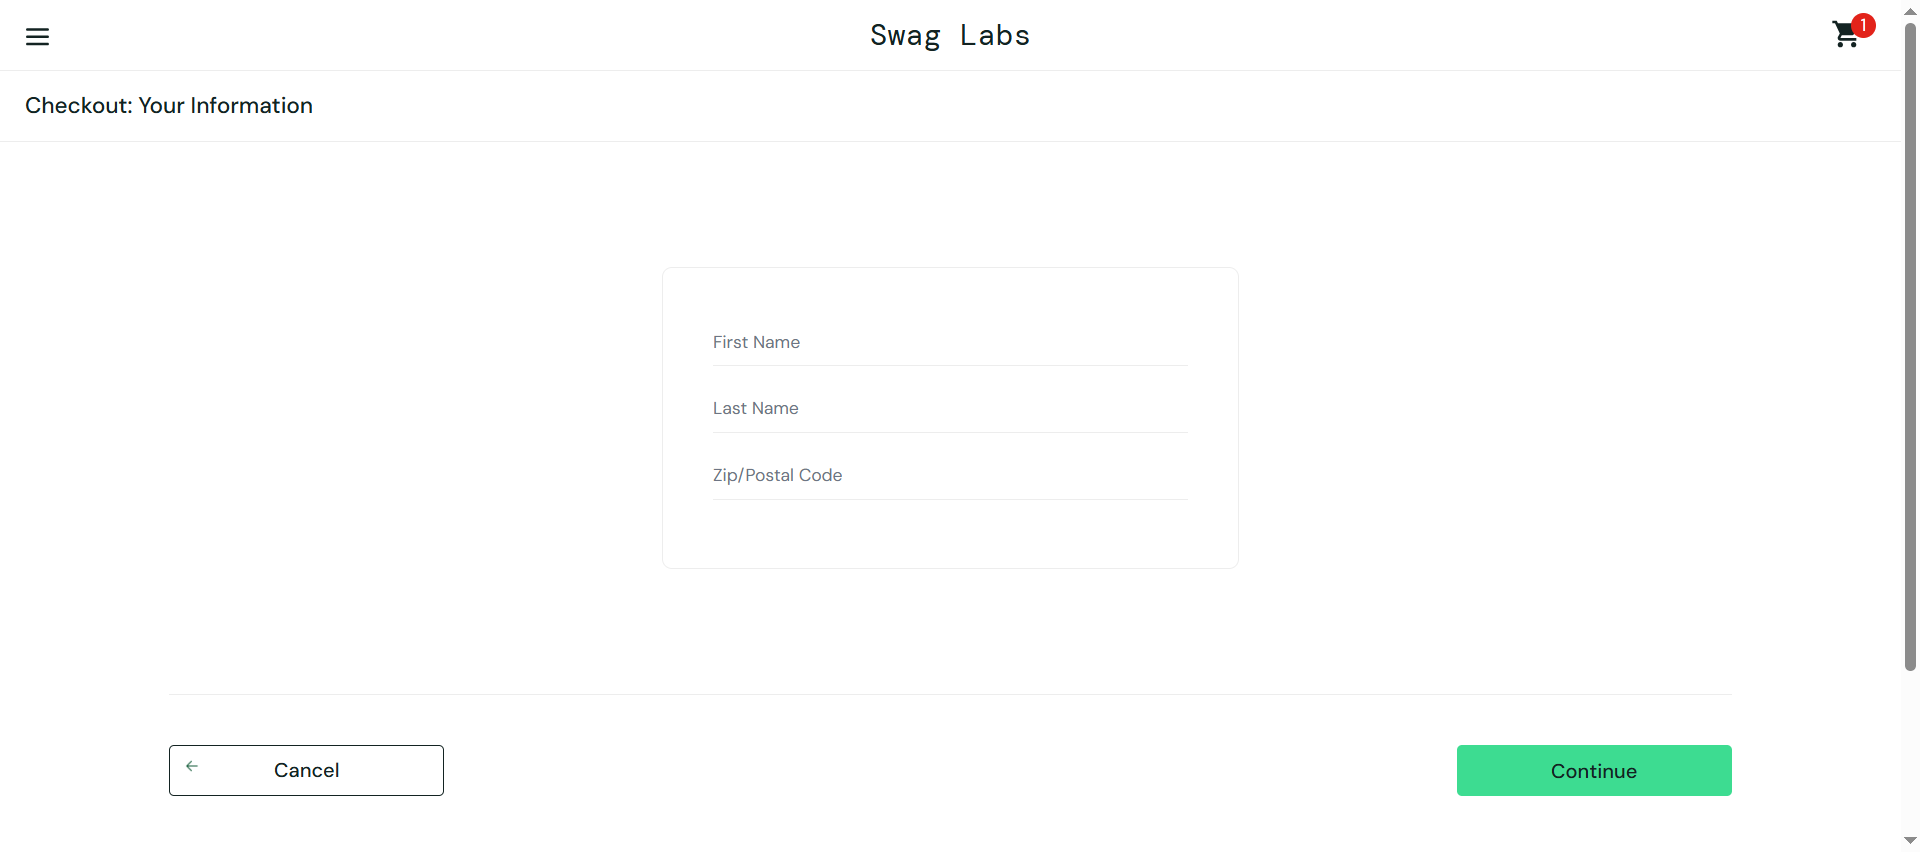 Swag Labs
1
Checkout: Your Information
First Name
Last Name
Zip/Postal Code
Cancel
Continue